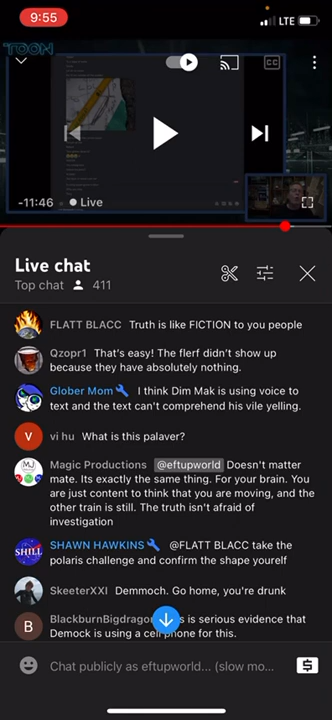 9:55
LTE
TOON
CC
-11:46 Live
Live chat
Top chat 411
FLATT BLACC Truth is like FICTION to you people
Qzopr1 That's easy! The flerf didn't show up
because they have absolutely nothing.
Glober Mom I think Dim Mak is using voice to
text and the text can't comprehend his vile yelling.
V vi hu What is this palaver?
Magic Productions @eftupworld Doesn't matter
mate. Its exactly the same thing. For your brain. You
are just content to think that you are moving, and the
other train is still. The truth isn't afraid of
investigation
SHILL SHAWN HAWKINS @FLATT BLACC take the
polaris challenge and confirm the shape yourelf
SkeeterXXI Demmoch. Go home, you're drunk
B BlackburnBigdragon is serious evidence that
Demock is using a cell phone for this.
Chat publicly as eftupworld... (slow mo...